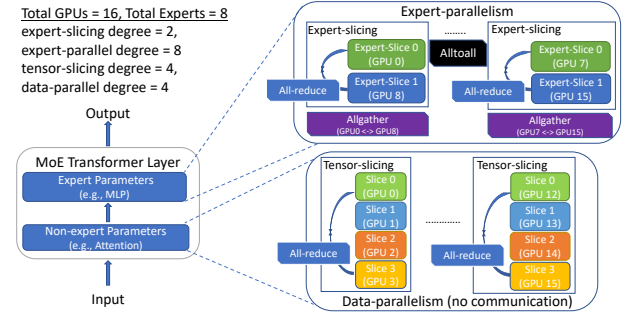 Total GPUs = 16, Total Experts = 8
expert-slicing degree = 2,
expert-parallel degree = 8
tensor-slicing degree = 4,
data-parallel degree = 4
Output
MoE Transformer Layer
Expert Parameters
(e.g., MLP)
Non-expert Parameters
(e.g., Attention)
Input
Expert-parallelism
Expert-slicing
Expert-Slice 0
(GPU 0)
Expert-Slice 1
(GPU 8)
All-reduce
Allgather
(GPU0 <-> GPU8)
........
Alltoall
Expert-slicing
Expert-Slice 0
(GPU 7)
Expert-Slice 1
(GPU 15)
All-reduce
Allgather
(GPU7 <-> GPU15)
Tensor-slicing
Slice 0
(GPU 0)
Slice 1
(GPU 1)
Slice 2
(GPU 2)
Slice 3
(GPU 3)
All-reduce
.............
Tensor-slicing
Slice 0
(GPU 12)
Slice 1
(GPU 13)
Slice 2
(GPU 14)
Slice 3
(GPU 15)
All-reduce
Data-parallelism (no communication)